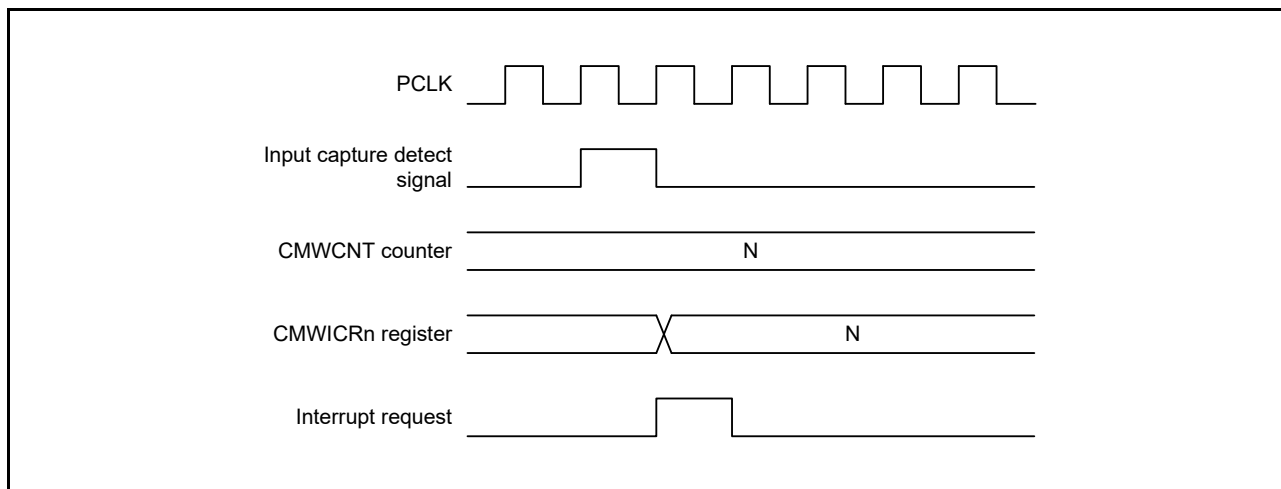 PCLK
Input capture detect
signal
CMWCNT counter
N
CMWICRn register
N
Interrupt request